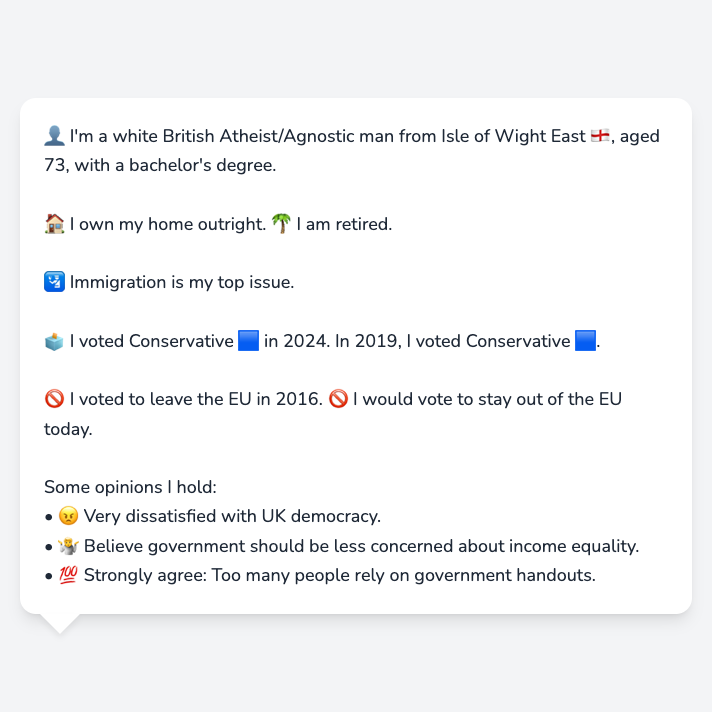 👤 I'm a white British Atheist/Agnostic man from Isle of Wight East 🏴󠁧󠁢󠁥󠁮󠁧󠁿, aged
73, with a bachelor's degree.
🏠 I own my home outright. 🌴 I am retired.
🛂 Immigration is my top issue.
🗳️ I voted Conservative 🟦 in 2024. In 2019, I voted Conservative 🟦.
🚫 I voted to leave the EU in 2016. 🚫 I would vote to stay out of the EU
today.
Some opinions I hold:
• 😠 Very dissatisfied with UK democracy.
• 🤷 Believe government should be less concerned about income equality.
• 💯 Strongly agree: Too many people rely on government handouts.